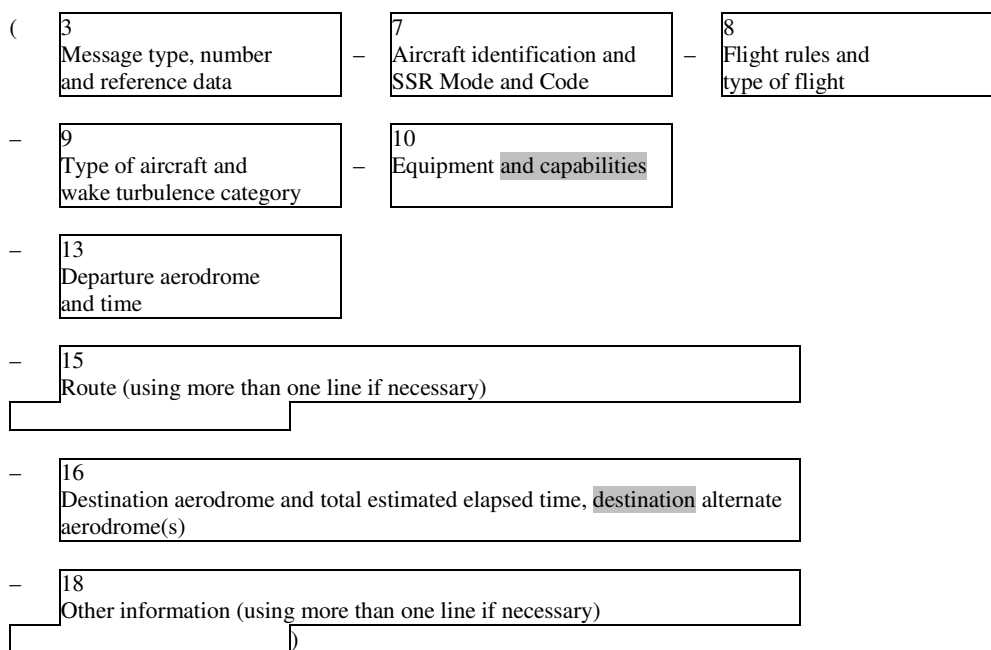 ( 3 7 8
Message type, number – Aircraft identification and – Flight rules and
and reference data SSR Mode and Code type of flight
– 9 10
Type of aircraft and – Equipment and capabilities
wake turbulence category
– 13
Departure aerodrome
and time
– 15
Route (using more than one line if necessary)
– 16
Destination aerodrome and total estimated elapsed time, destination alternate
aerodrome(s)
– 18
Other information (using more than one line if necessary)
)